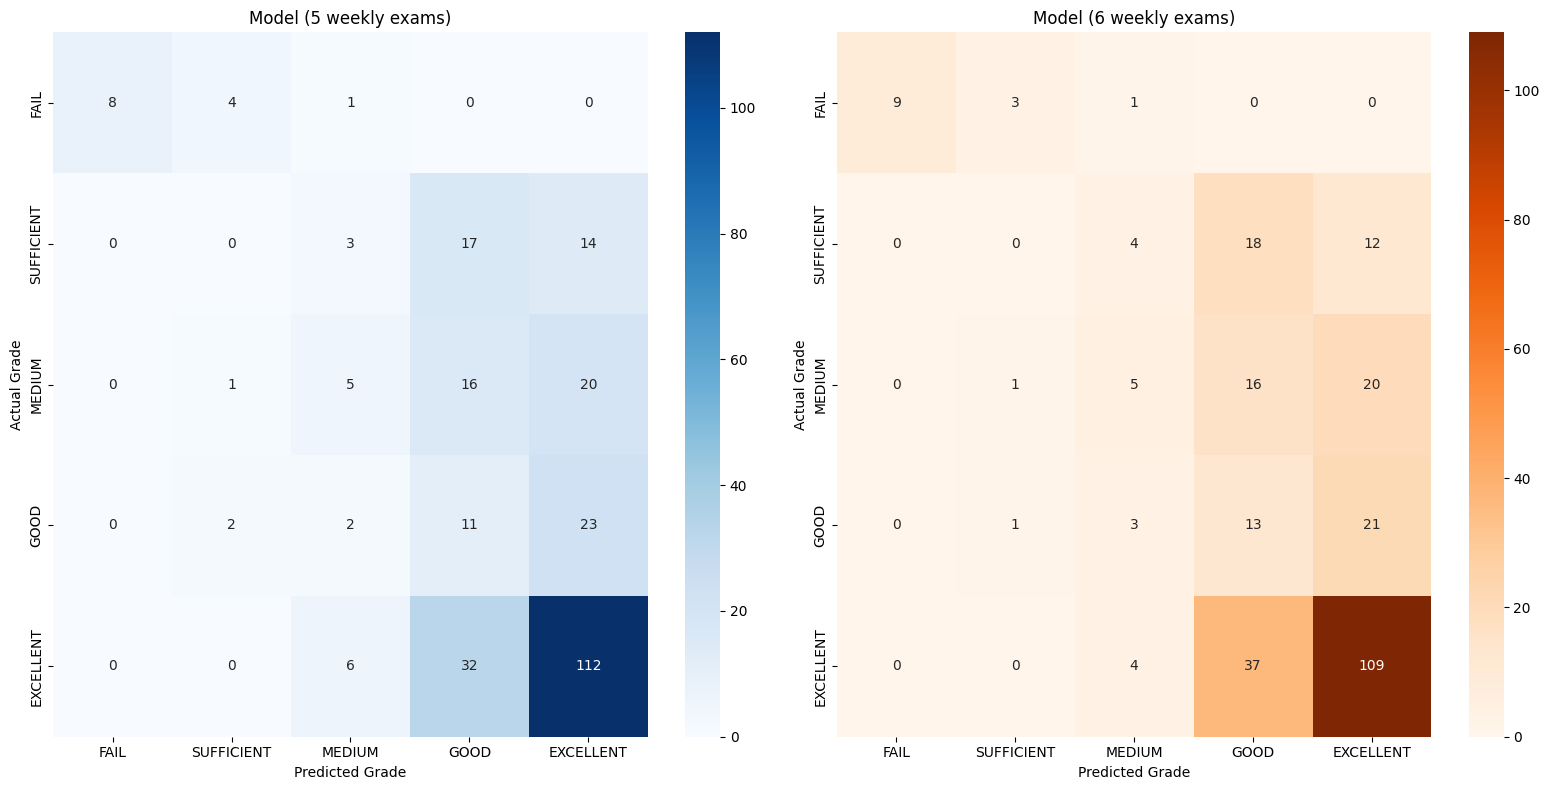 Model (5 weekly exams)
Actual Grade
FAIL
SUFFICIENT
MEDIUM
GOOD
EXCELLENT
8 4 1 0 0
0 0 3 17 14
0 1 5 16 20
0 2 2 11 23
0 0 6 32 112
FAIL SUFFICIENT MEDIUM GOOD EXCELLENT
Predicted Grade
100
80
60
40
20
0
Model (6 weekly exams)
Actual Grade
FAIL
SUFFICIENT
MEDIUM
GOOD
EXCELLENT
9 3 1 0 0
0 0 4 18 12
0 1 5 16 20
0 1 3 13 21
0 0 4 37 109
FAIL SUFFICIENT MEDIUM GOOD EXCELLENT
Predicted Grade
100
80
60
40
20
0